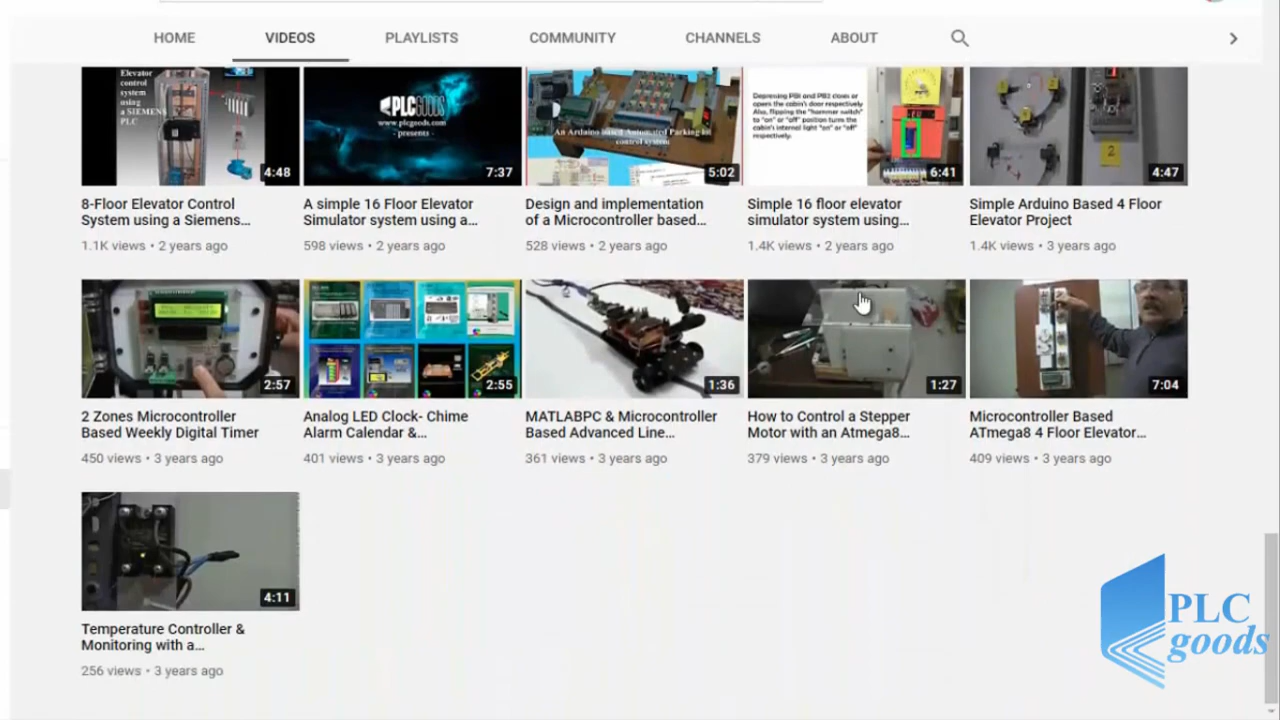 HOME VIDEOS PLAYLISTS COMMUNITY CHANNELS ABOUT
Elevator
control
system
using
a SIEMENS
PLC
4:48
PLCGOODS
www.plcgoods.com
- presents -
7:37
An Arduino based Automated Parking lot
control system
5:02
Depressing PB1 and PB2 closes or
opens the cabin's door respectively
Also, flipping the "hammer switch"
to "on" or "off" position turns the
cabin's internal light "on" or "off"
respectively.
6:41
2
4:47
8-Floor Elevator Control
System using a Siemens…
1.1K views • 2 years ago
A simple 16 Floor Elevator
Simulator system using a…
598 views • 2 years ago
Design and implementation
of a Microcontroller based…
528 views • 2 years ago
Simple 16 floor elevator
simulator system using…
1.4K views • 2 years ago
Simple Arduino Based 4 Floor
Elevator Project
1.4K views • 3 years ago
2:57
2:55
1:36
1:27
7:04
2 Zones Microcontroller
Based Weekly Digital Timer
450 views • 3 years ago
Analog LED Clock- Chime
Alarm Calendar &…
401 views • 3 years ago
MATLABPC & Microcontroller
Based Advanced Line…
361 views • 3 years ago
How to Control a Stepper
Motor with an Atmega8…
379 views • 3 years ago
Microcontroller Based
ATmega8 4 Floor Elevator…
409 views • 3 years ago
4:11
Temperature Controller &
Monitoring with a…
256 views • 3 years ago
PLC
goods